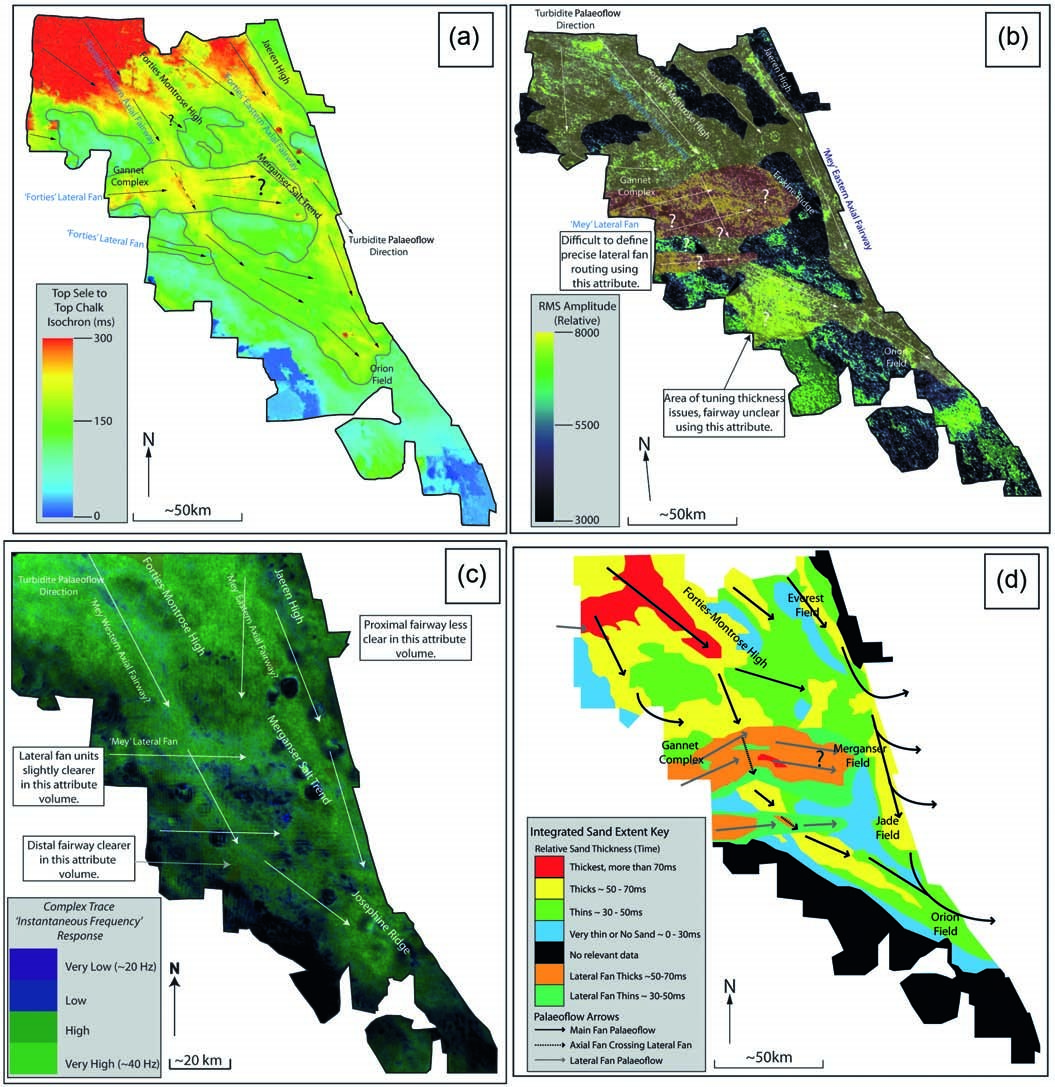 (a)
Turbidite Palaeoflow
Direction
Forties-Montrose High
Jaeren High
'Forties' Eastern Axial Fairway
?
Gannet
Complex
Merganser Salt Trend
?
'Forties' Lateral Fan
'Forties' Lateral Fan
Turbidite Palaeoflow
Direction
Top Sele to
Top Chalk
Isochron (ms)
300
150
0
Orion
Field
N
~50km
(b)
Jaeren High
Forties-Montrose High
'Mey' Eastern Axial Fairway
Erskine Ridge
Gannet
Complex
?
?
?
?
?
?
?
'Mey' Lateral Fan
Difficult to define
precise lateral fan
routing using
this attribute.
RMS Amplitude
(Relative)
8000
5500
3000
Orion
Field
Area of tuning thickness
issues, fairway unclear
using this attribute.
N
~50km
(c)
Turbidite Palaeoflow
Direction
Forties-Montrose High
'Mey' Eastern Axial Fairway?
Jaeren High
'Mey' Western Axial Fairway?
Proximal fairway less
clear in this attribute
volume.
'Mey' Lateral Fan
Merganser Salt Trend
Lateral fan units
slightly clearer
in this attribute
volume.
Distal fairway clearer
in this attribute
volume.
Josephine Ridge
Complex Trace
'Instantaneous Frequency'
Response
Very Low (~20 Hz)
Low
High
Very High (~40 Hz)
N
~20 km
(d)
Forties-Montrose High
Everest
Field
Gannet
Complex
Merganser
Field
?
Jade
Field
Orion
Field
Integrated Sand Extent Key
Relative Sand Thickness (Time)
Thickest, more than 70ms
Thicks ~ 50 - 70ms
Thins ~ 30 - 50ms
Very thin or No Sand ~ 0 - 30ms
No relevant data
Lateral Fan Thicks ~50-70ms
Lateral Fan Thins ~ 30-50ms
Palaeoflow Arrows
Main Fan Palaeoflow
Axial Fan Crossing Lateral Fan
Lateral Fan Palaeoflow
N
~50km